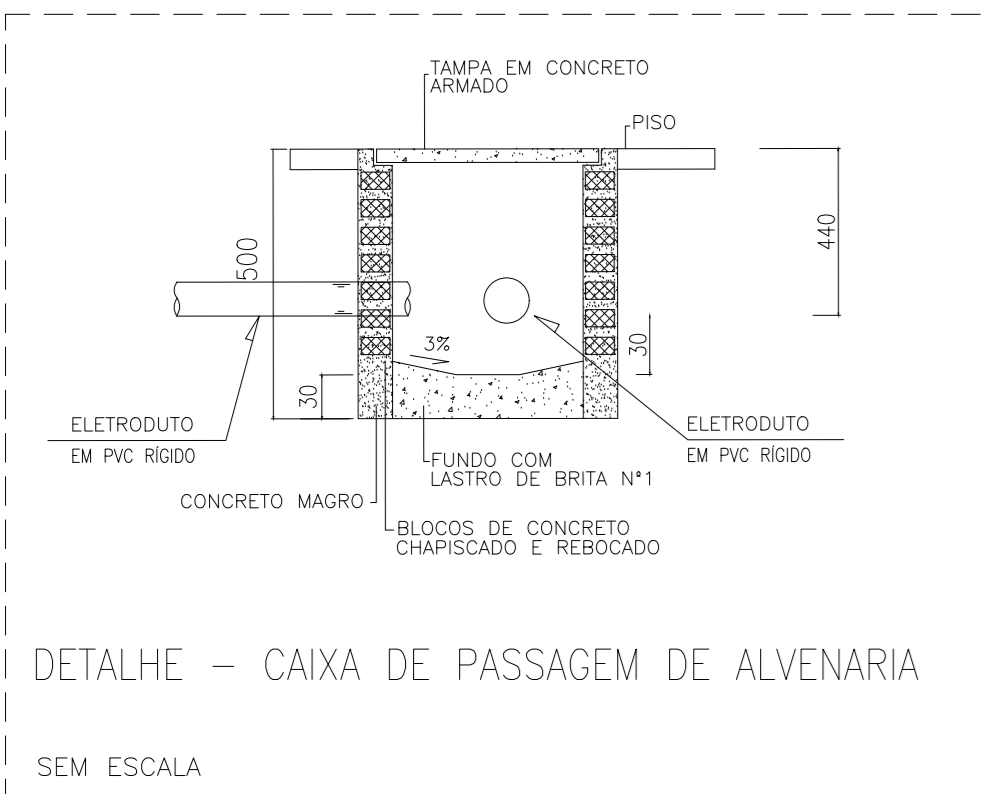 TAMPA EM CONCRETO
ARMADO
PISO
500
440
3%
30
30
ELETRODUTO
EM PVC RÍGIDO
ELETRODUTO
EM PVC RÍGIDO
FUNDO COM
LASTRO DE BRITA N°1
CONCRETO MAGRO
BLOCOS DE CONCRETO
CHAPISCADO E REBOCADO
DETALHE – CAIXA DE PASSAGEM DE ALVENARIA
SEM ESCALA